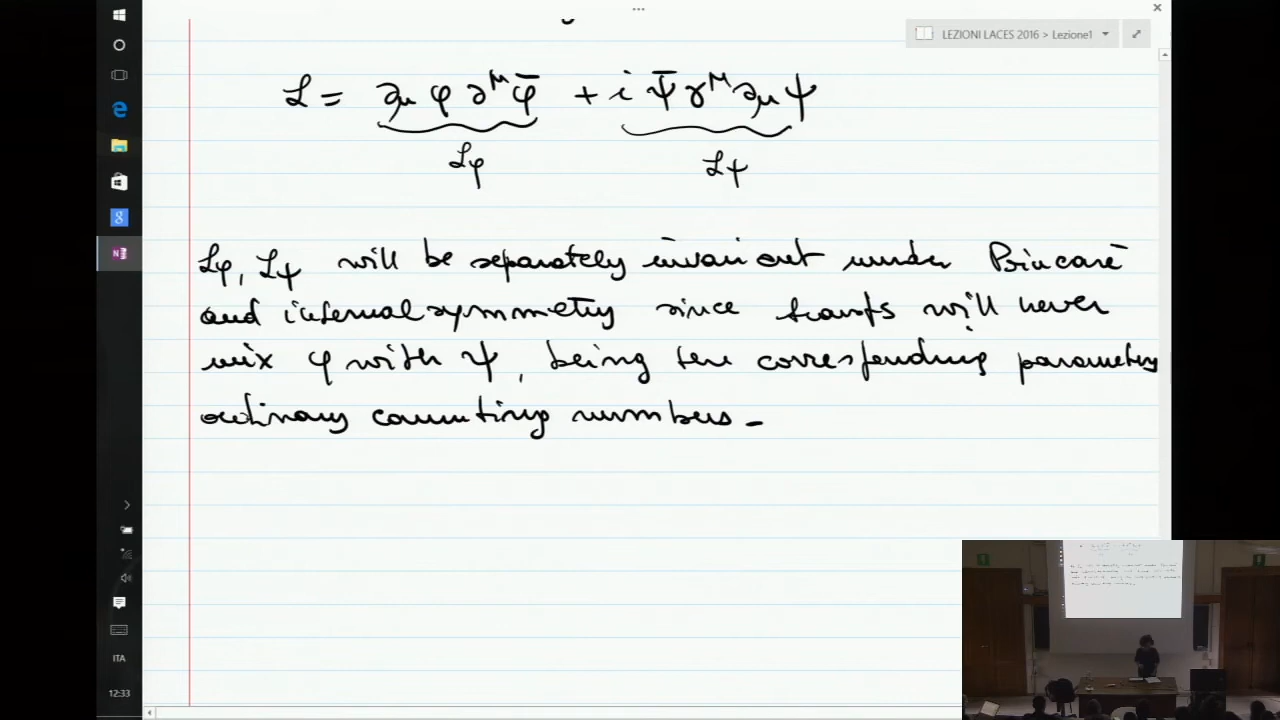 LEZIONI LACES 2016 > Lezione1
ℒ = ∂μ φ ∂^μ φ̄ + i ψ̄ γ^μ ∂μ ψ
ℒφ ℒψ
ℒφ, ℒψ will be separately invariant under Poincarē
and internal symmetry since transfs will never
mix φ with ψ, being the corresponding parameters
ordinary commuting numbers -
ITA
12:33